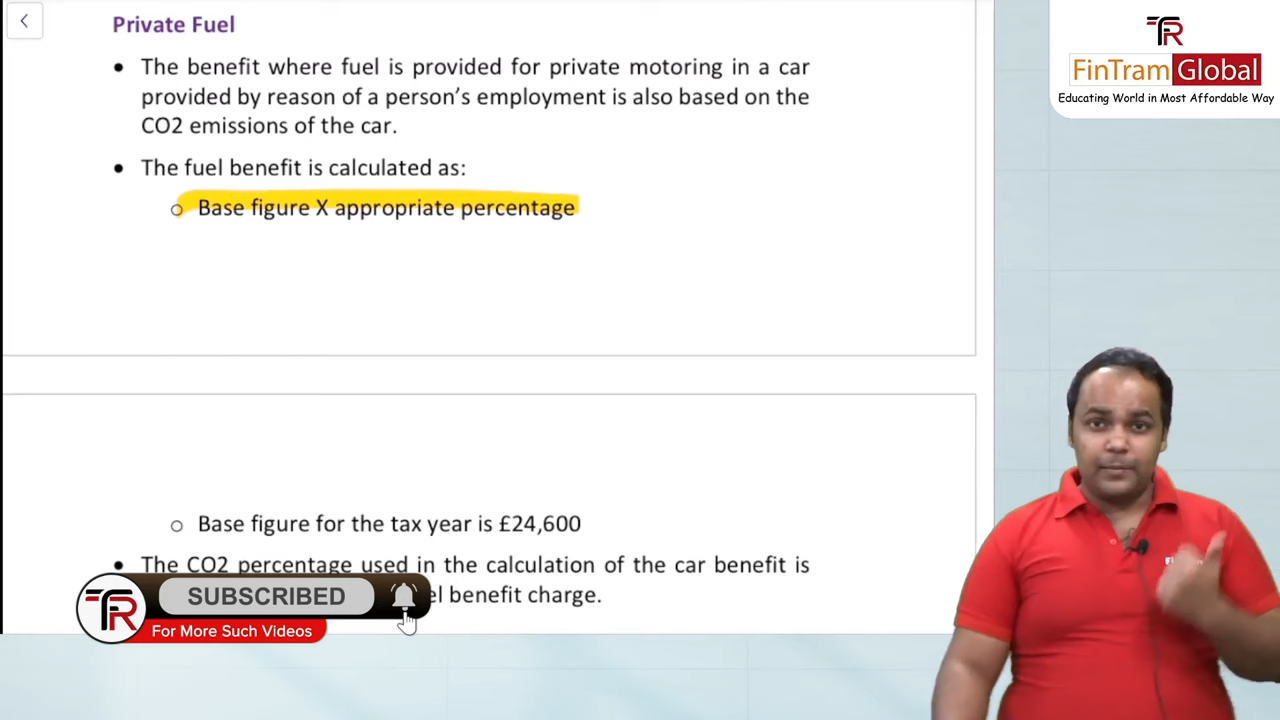 Private Fuel
• The benefit where fuel is provided for private motoring in a car
provided by reason of a person's employment is also based on the
CO2 emissions of the car.
• The fuel benefit is calculated as:
o Base figure X appropriate percentage
o Base figure for the tax year is £24,600
• The CO2 percentage used in the calculation of the car benefit is
el benefit charge.
TR
FinTram Global
Educating World in Most Affordable Way
TR
SUBSCRIBED
For More Such Videos